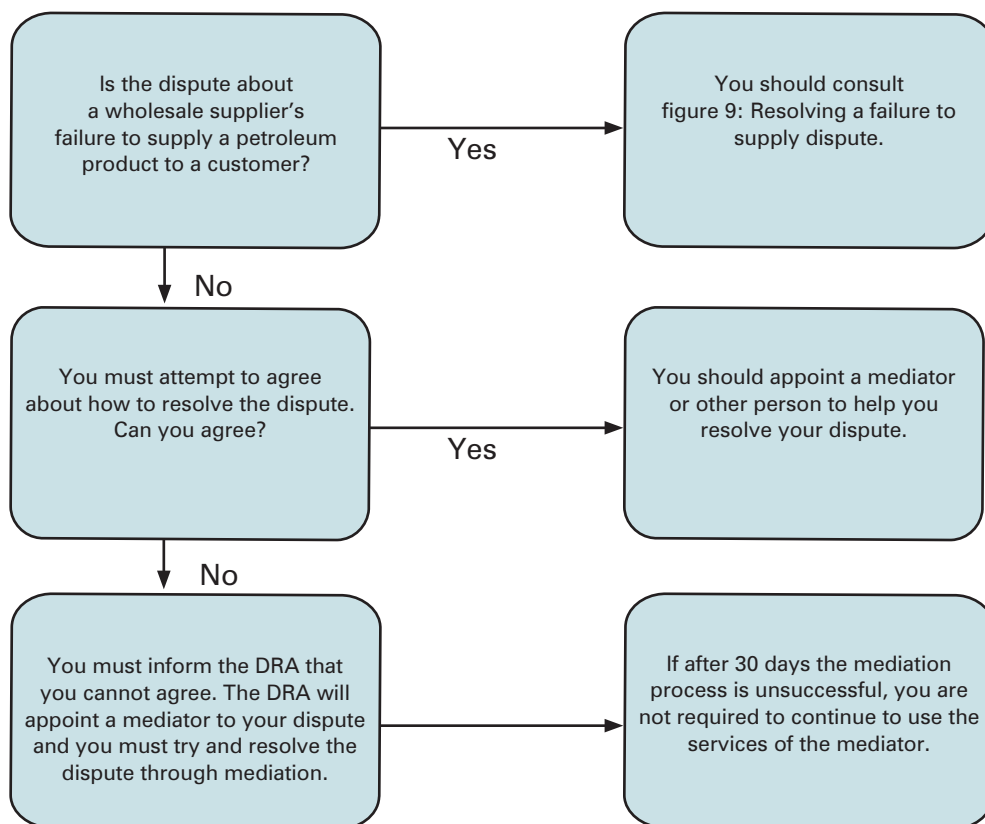 Is the dispute about
a wholesale supplier's
failure to supply a petroleum
product to a customer?
Yes
You should consult
figure 9: Resolving a failure to
supply dispute.
No
You must attempt to agree
about how to resolve the dispute.
Can you agree?
Yes
You should appoint a mediator
or other person to help you
resolve your dispute.
No
You must inform the DRA that
you cannot agree. The DRA will
appoint a mediator to your dispute
and you must try and resolve the
dispute through mediation.
If after 30 days the mediation
process is unsuccessful, you are
not required to continue to use the
services of the mediator.